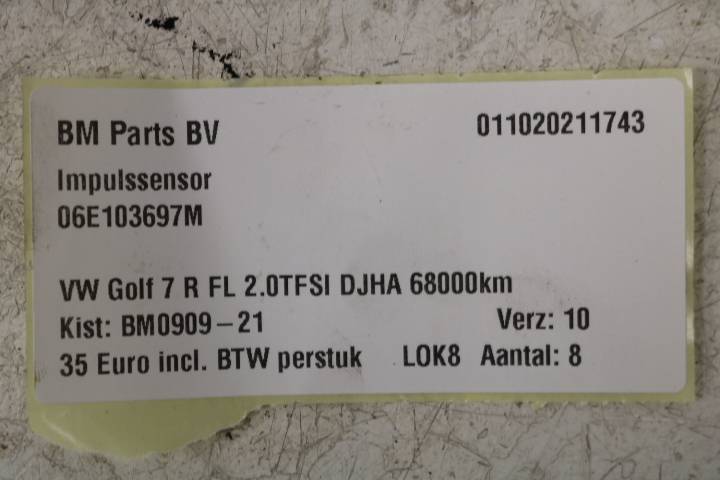 BM Parts BV 011020211743
Impulssensor
06E103697M
VW Golf 7 R FL 2.0TFSI DJHA 68000km
Kist: BM0909-21 Verz: 10
35 Euro incl. BTW perstuk LOK8 Aantal: 8